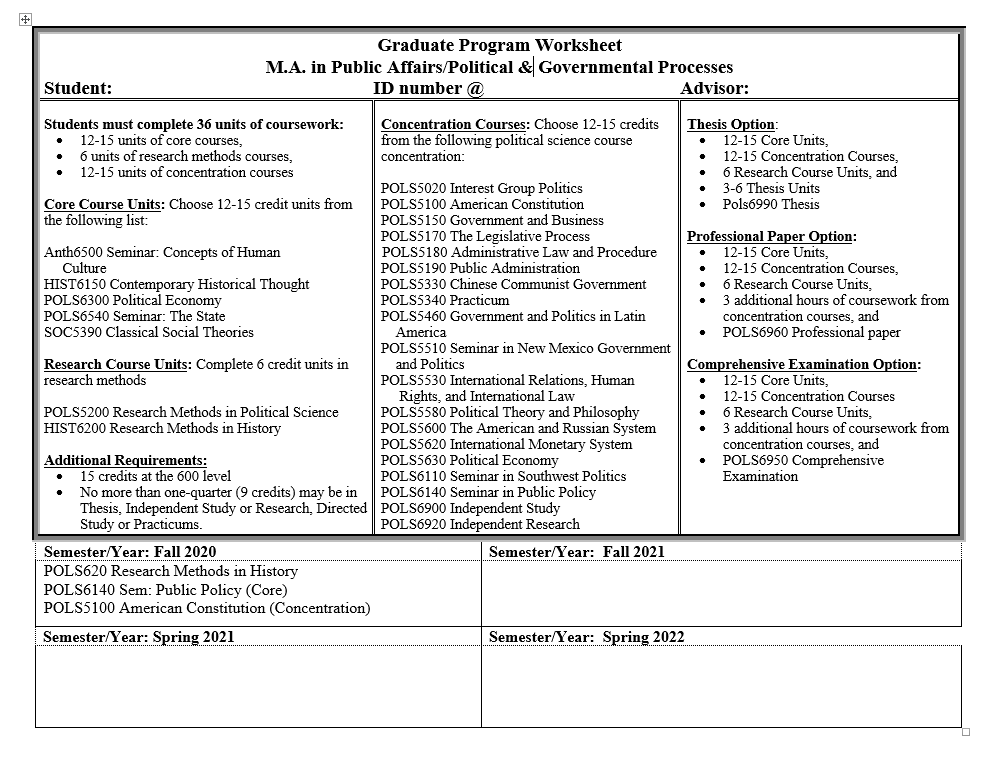 Graduate Program Worksheet
M.A. in Public Affairs/Political & Governmental Processes
Student: ID number @ Advisor:
Students must complete 36 units of coursework:
• 12-15 units of core courses,
• 6 units of research methods courses,
• 12-15 units of concentration courses
Core Course Units: Choose 12-15 credit units from
the following list:
Anth6500 Seminar: Concepts of Human
Culture
HIST6150 Contemporary Historical Thought
POLS6300 Political Economy
POLS6540 Seminar: The State
SOC5390 Classical Social Theories
Research Course Units: Complete 6 credit units in
research methods
POLS5200 Research Methods in Political Science
HIST6200 Research Methods in History
Additional Requirements:
• 15 credits at the 600 level
• No more than one-quarter (9 credits) may be in
Thesis, Independent Study or Research, Directed
Study or Practicums.
Concentration Courses: Choose 12-15 credits
from the following political science course
concentration:
POLS5020 Interest Group Politics
POLS5100 American Constitution
POLS5150 Government and Business
POLS5170 The Legislative Process
POLS5180 Administrative Law and Procedure
POLS5190 Public Administration
POLS5330 Chinese Communist Government
POLS5340 Practicum
POLS5460 Government and Politics in Latin
America
POLS5510 Seminar in New Mexico Government
and Politics
POLS5530 International Relations, Human
Rights, and International Law
POLS5580 Political Theory and Philosophy
POLS5600 The American and Russian System
POLS5620 International Monetary System
POLS5630 Political Economy
POLS6110 Seminar in Southwest Politics
POLS6140 Seminar in Public Policy
POLS6900 Independent Study
POLS6920 Independent Research
Thesis Option:
• 12-15 Core Units,
• 12-15 Concentration Courses,
• 6 Research Course Units, and
• 3-6 Thesis Units
• Pols6990 Thesis
Professional Paper Option:
• 12-15 Core Units,
• 12-15 Concentration Courses,
• 6 Research Course Units,
• 3 additional hours of coursework from
concentration courses, and
• POLS6960 Professional paper
Comprehensive Examination Option:
• 12-15 Core Units,
• 12-15 Concentration Courses
• 6 Research Course Units,
• 3 additional hours of coursework from
concentration courses, and
• POLS6950 Comprehensive
Examination
Semester/Year: Fall 2020
POLS620 Research Methods in History
POLS6140 Sem: Public Policy (Core)
POLS5100 American Constitution (Concentration)
Semester/Year: Fall 2021
Semester/Year: Spring 2021
Semester/Year: Spring 2022